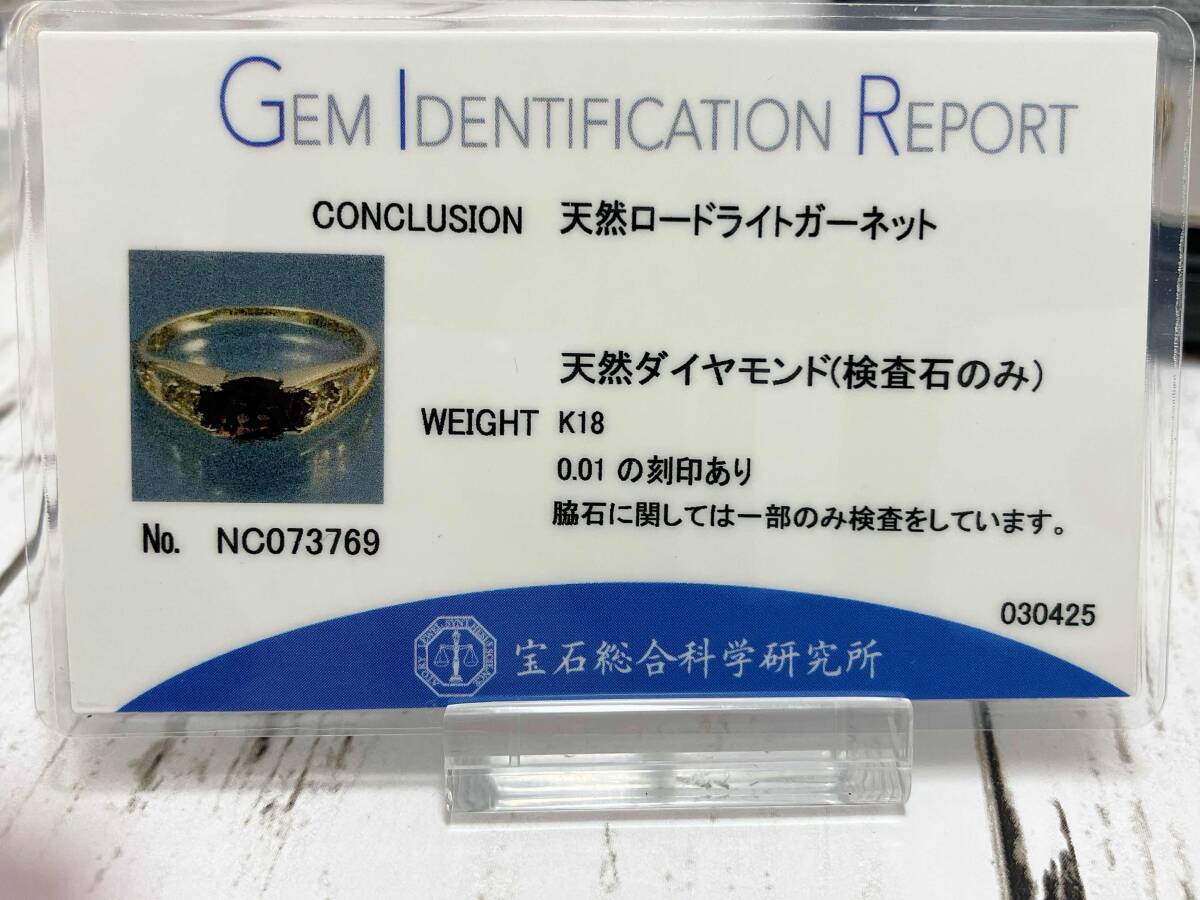 GEM IDENTIFICATION REPORT
CONCLUSION 天然ロードライトガーネット
天然ダイヤモンド(検査石のみ)
WEIGHT K18
0.01 の刻印あり
脇石に関しては一部のみ検査をしています。
No. NC073769
030425
宝石総合科学研究所